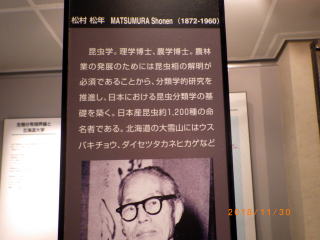 松村 松年 MATSUMURA Shonen (1872-1960)
昆虫学。理学博士、農学博士。農林
業の発展のためには昆虫相の解明が
必須であることから、分類学的研究を
推進し、日本における昆虫分類学の基
礎を築く。日本産昆虫約1,200種の命
名者である。北海道の大雪山にはウス
バキチョウ、ダイセツタカネヒカゲなど
北海道大学
2018/11/30